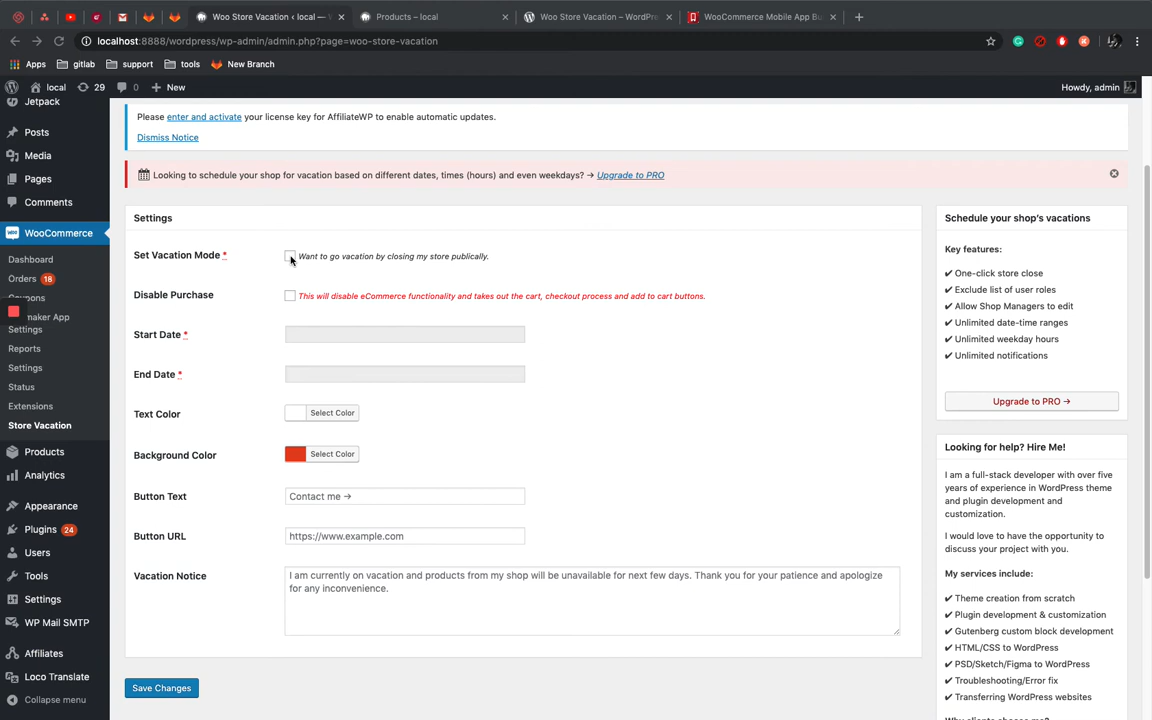 Woo Store Vacation ‹ local —
Products – local
Woo Store Vacation – WordPre
WooCommerce Mobile App Bu
localhost:8888/wordpress/wp-admin/admin.php?page=woo-store-vacation
Apps
gitlab
support
tools
New Branch
local
29
0
New
Howdy, admin
Jetpack
Posts
Media
Pages
Comments
WooCommerce
Dashboard
Orders 18
Coupons
maker App
Settings
Reports
Settings
Status
Extensions
Store Vacation
Products
Analytics
Appearance
Plugins 24
Users
Tools
Settings
WP Mail SMTP
Affiliates
Loco Translate
Collapse menu
Please enter and activate your license key for AffiliateWP to enable automatic updates.
Dismiss Notice
Looking to schedule your shop for vacation based on different dates, times (hours) and even weekdays? → Upgrade to PRO
Settings
Set Vacation Mode *
Want to go vacation by closing my store publically.
Disable Purchase
This will disable eCommerce functionality and takes out the cart, checkout process and add to cart buttons.
Start Date *
End Date *
Text Color
Select Color
Background Color
Select Color
Button Text
Contact me →
Button URL
https://www.example.com
Vacation Notice
I am currently on vacation and products from my shop will be unavailable for next few days. Thank you for your patience and apologize
for any inconvenience.
Save Changes
Schedule your shop's vacations
Key features:
✔ One-click store close
✔ Exclude list of user roles
✔ Allow Shop Managers to edit
✔ Unlimited date-time ranges
✔ Unlimited weekday hours
✔ Unlimited notifications
Upgrade to PRO →
Looking for help? Hire Me!
I am a full-stack developer with over five
years of experience in WordPress theme
and plugin development and
customization.
I would love to have the opportunity to
discuss your project with you.
My services include:
✔ Theme creation from scratch
✔ Plugin development & customization
✔ Gutenberg custom block development
✔ HTML/CSS to WordPress
✔ PSD/Sketch/Figma to WordPress
✔ Troubleshooting/Error fix
✔ Transferring WordPress websites